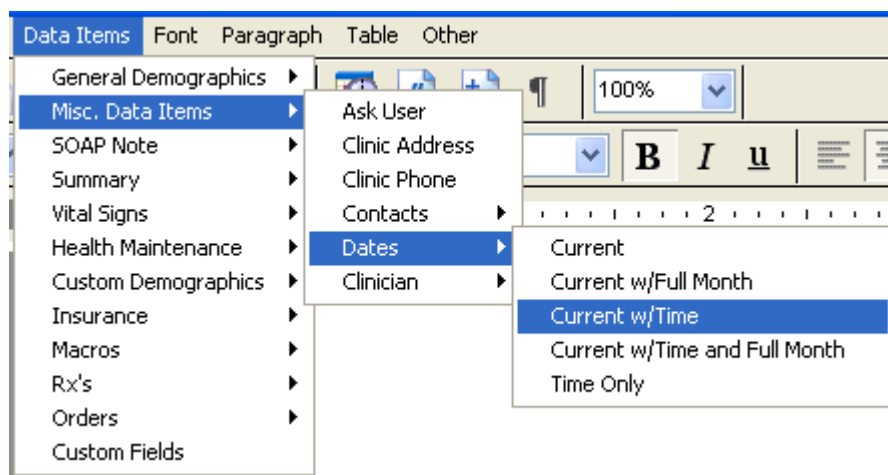 Data Items Font Paragraph Table Other
General Demographics
Misc. Data Items
SOAP Note
Summary
Vital Signs
Health Maintenance
Custom Demographics
Insurance
Macros
Rx's
Orders
Custom Fields
Ask User
Clinic Address
Clinic Phone
Contacts
Dates
Clinician
Current
Current w/Full Month
Current w/Time
Current w/Time and Full Month
Time Only
¶ 100%
B I u
2